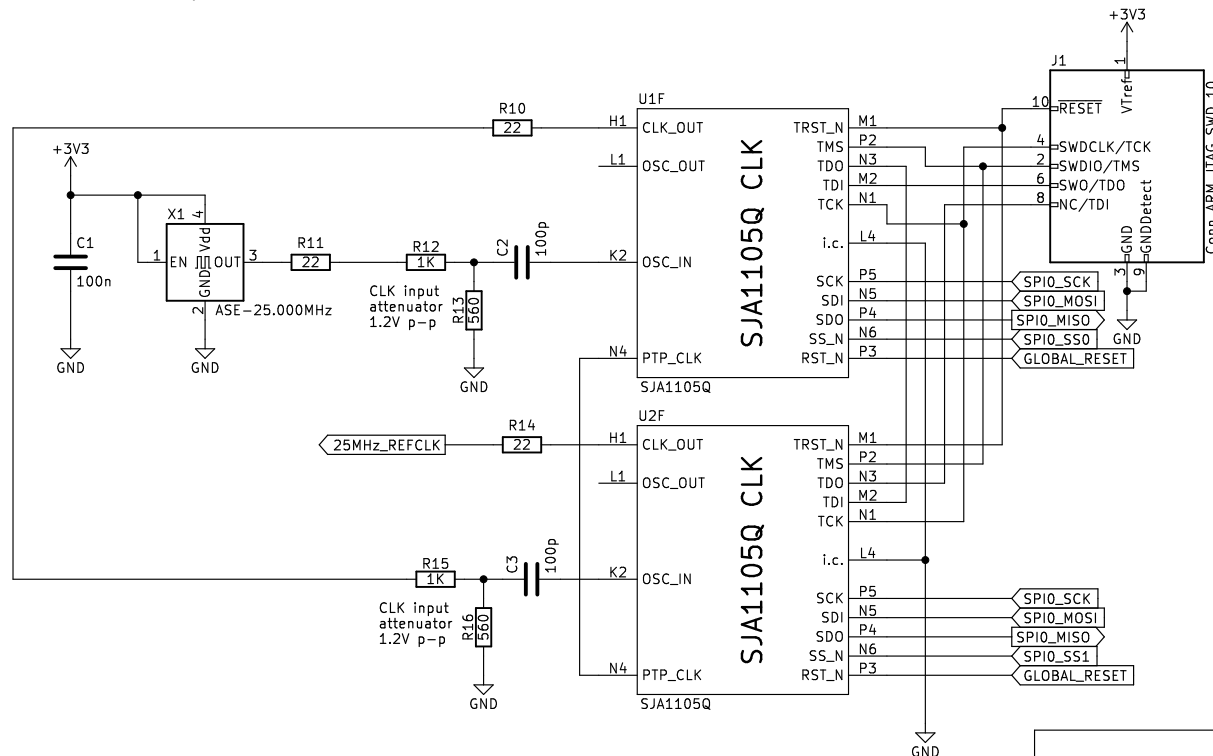 +3V3
J1
1
VTref
10 RESET
4 SWDCLK/TCK
2 SWDIO/TMS
6 SWO/TDO
8 NC/TDI
GND
GNDDetect
3
9
GND
Conn_ARM_JTAG_SWD_10
U1F
R10
22
H1 CLK_OUT
L1 OSC_OUT
K2 OSC_IN
N4 PTP_CLK
SJA1105Q CLK
TRST_N M1
TMS P2
TDO N3
TDI M2
TCK N1
i.c. L4
SCK P5 SPI0_SCK
SDI N5 SPI0_MOSI
SDO P4 SPI0_MISO
SS_N N6 SPI0_SS0
RST_N P3 GLOBAL_RESET
SJA1105Q
+3V3
C1
100n
GND
X1
4
Vdd
1 EN OUT 3
GND
2
ASE-25.000MHz
GND
R11
22
R12
1K
C2
100p
CLK input
attenuator
1.2V p-p
R13
560
GND
U2F
25MHz_REFCLK
R14
22
H1 CLK_OUT
L1 OSC_OUT
K2 OSC_IN
N4 PTP_CLK
SJA1105Q CLK
TRST_N M1
TMS P2
TDO N3
TDI M2
TCK N1
i.c. L4
SCK P5 SPI0_SCK
SDI N5 SPI0_MOSI
SDO P4 SPI0_MISO
SS_N N6 SPI0_SS1
RST_N P3 GLOBAL_RESET
SJA1105Q
R15
1K
C3
100p
CLK input
attenuator
1.2V p-p
R16
560
GND
GND